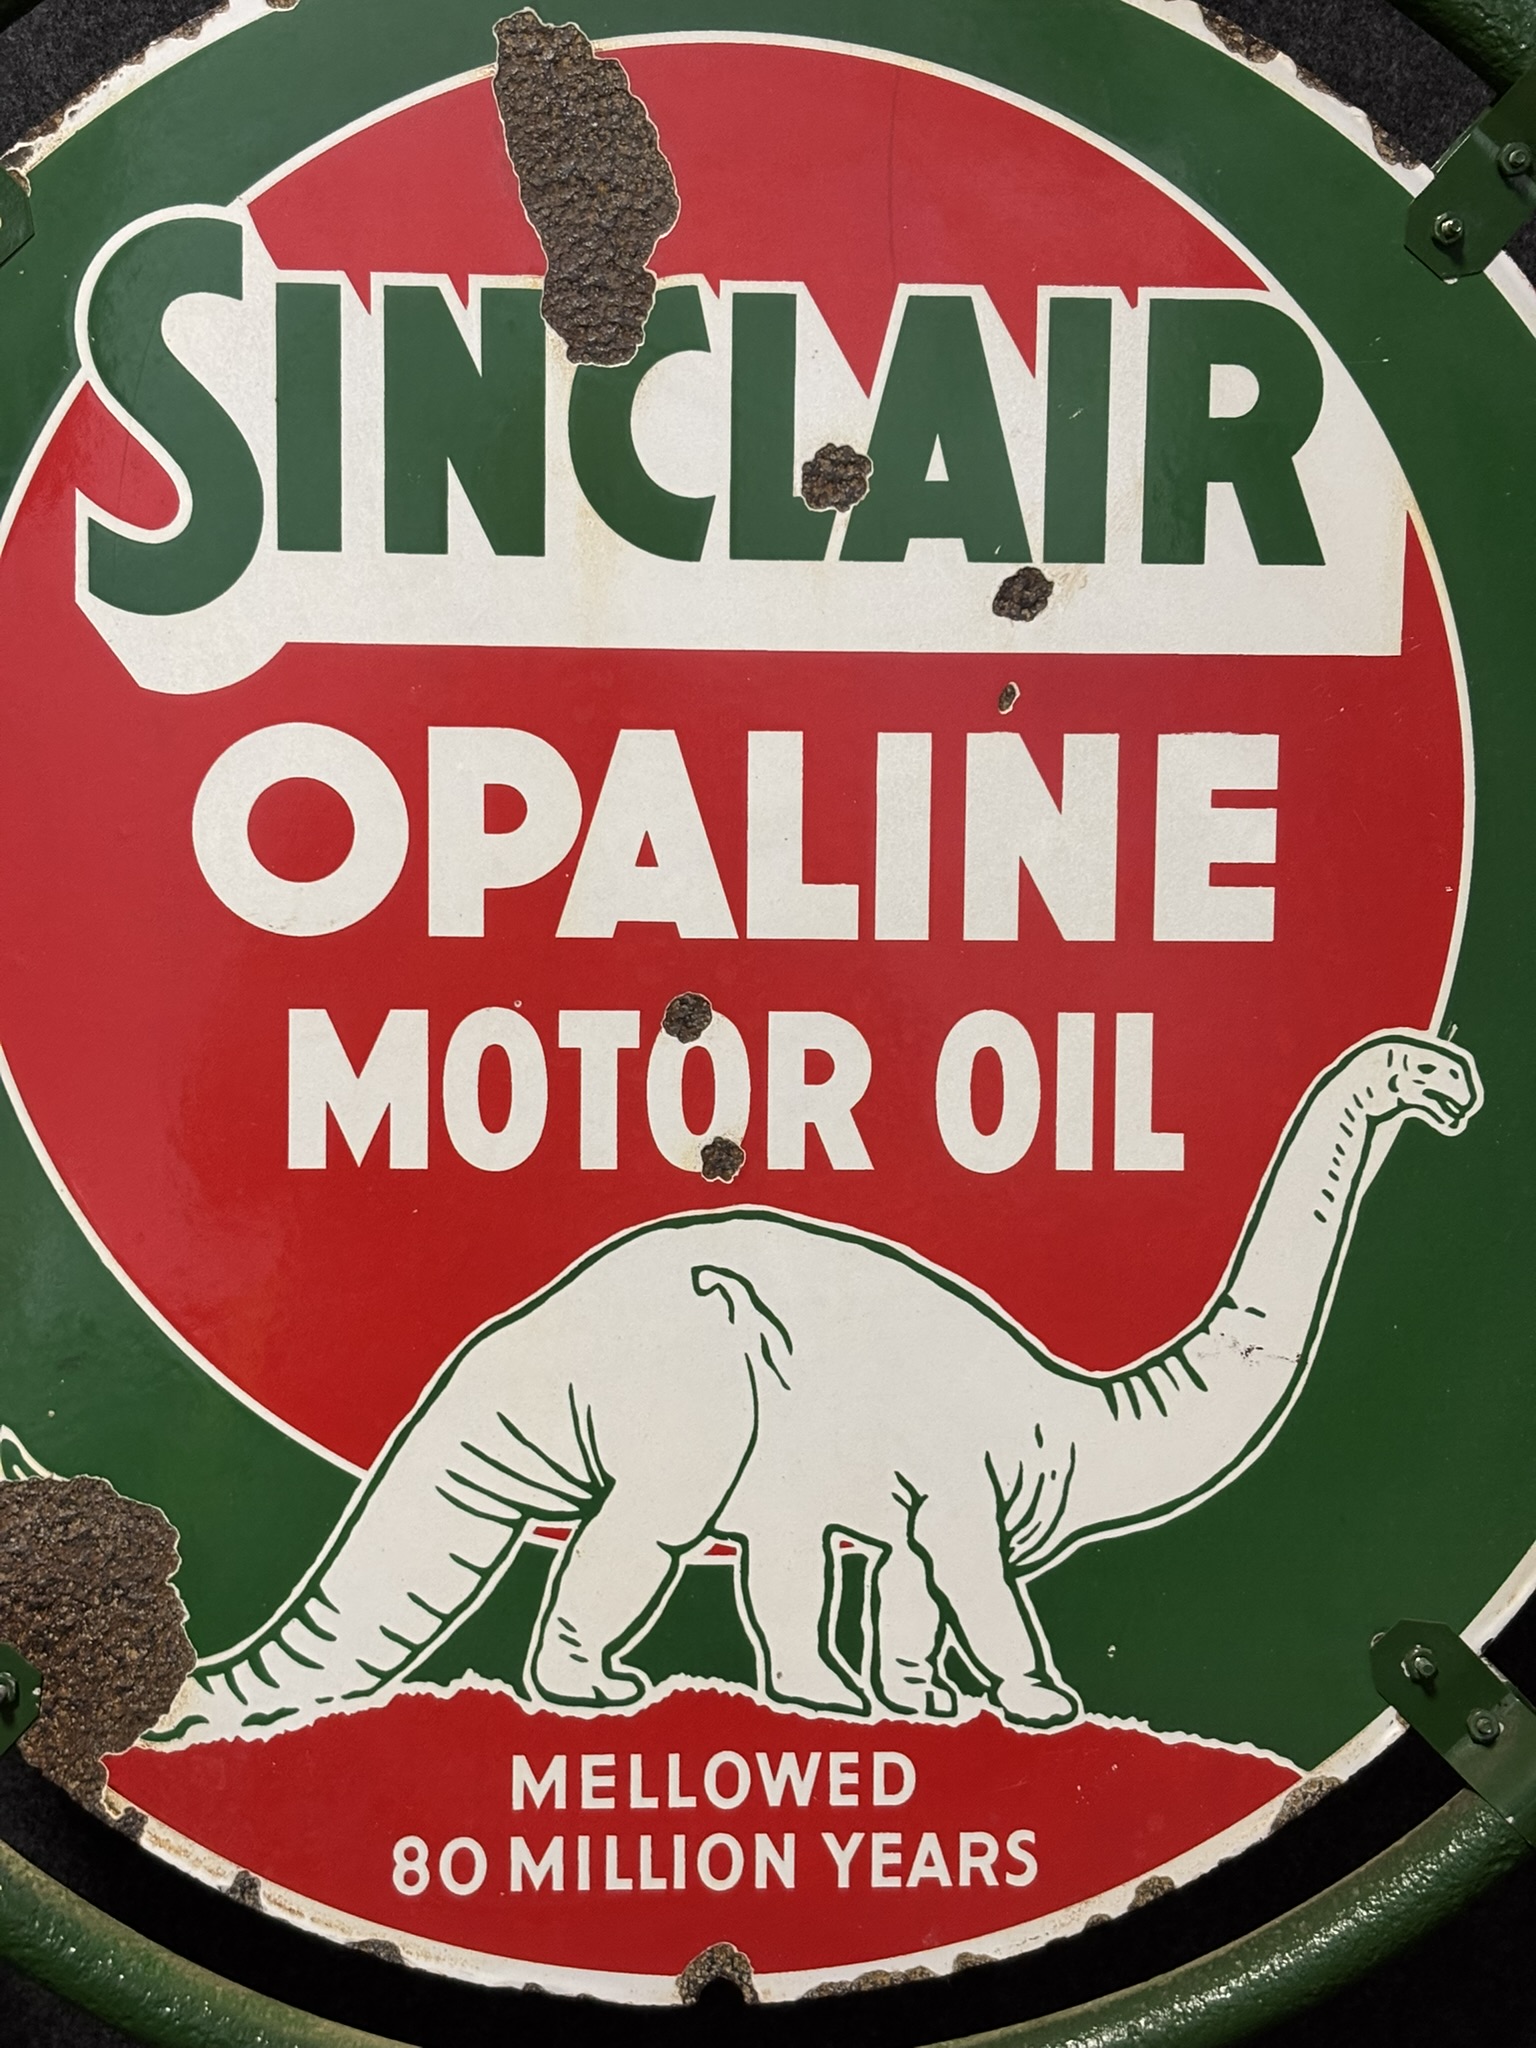 SINCLAIR
OPALINE
MOTOR OIL
MELLOWED
80 MILLION YEARS